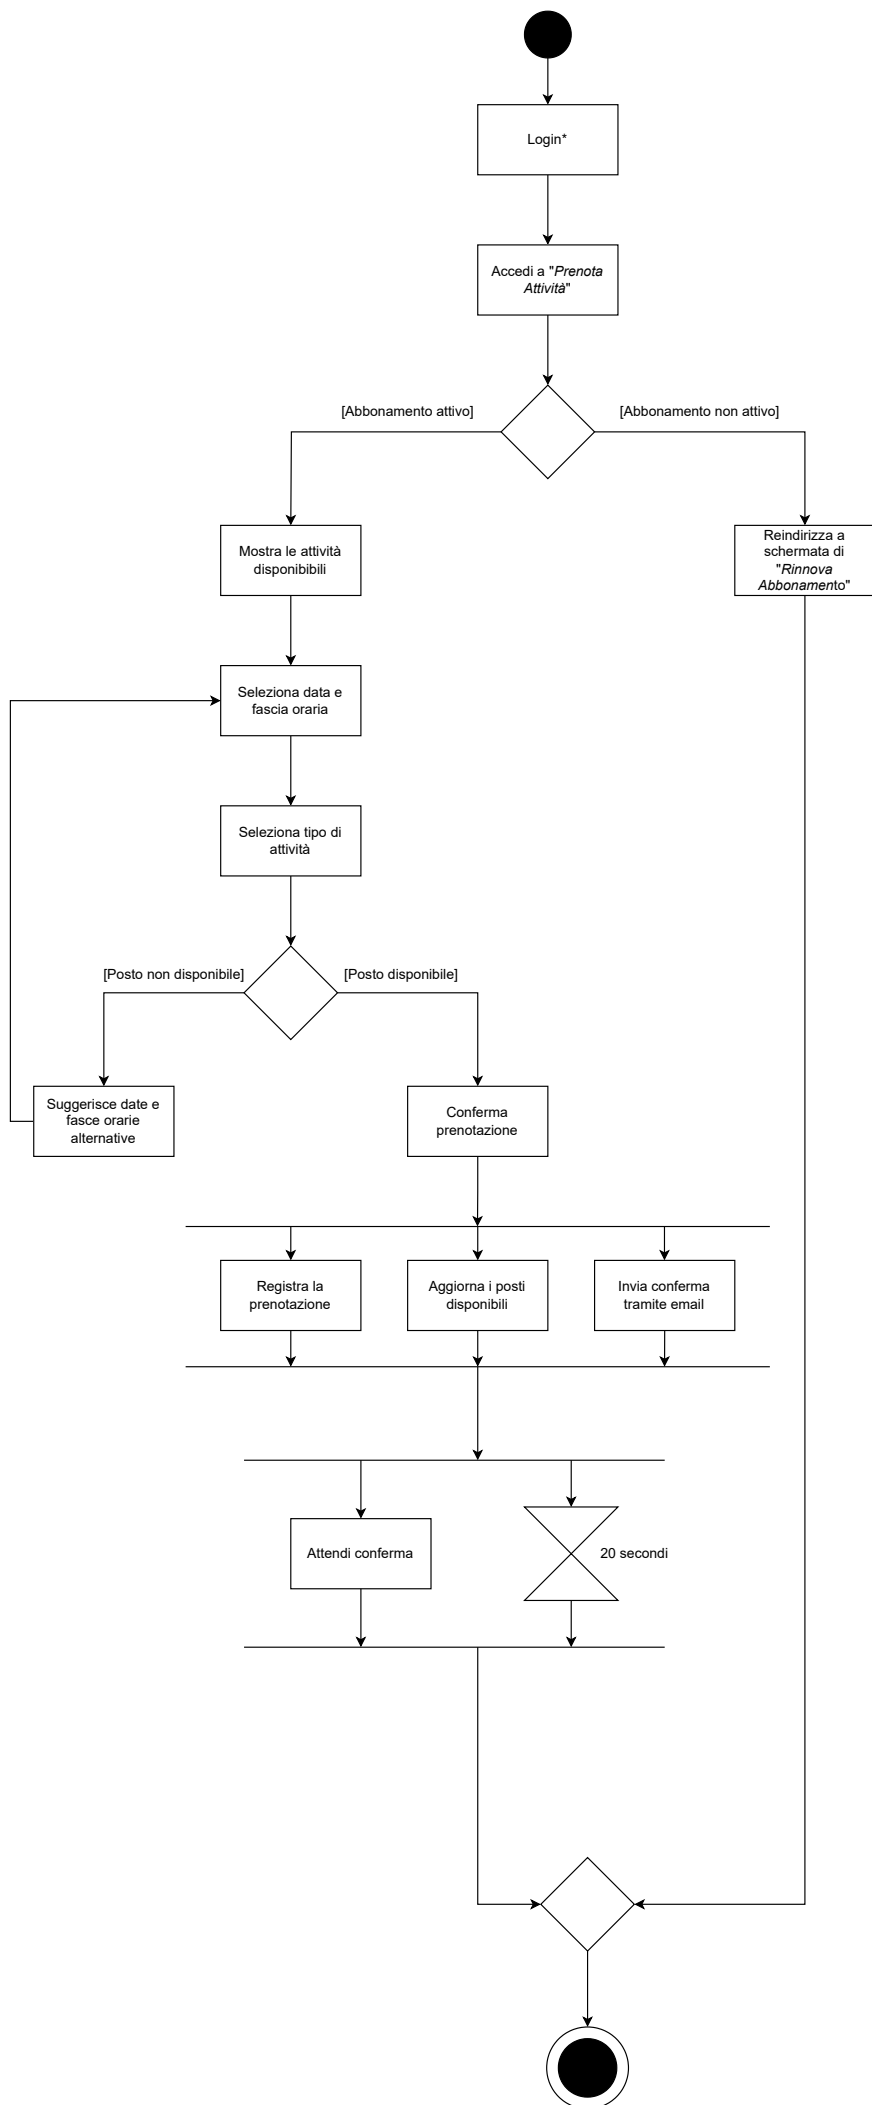 Login*
Accedi a "Prenota
Attività"
[Abbonamento attivo]
[Abbonamento non attivo]
Mostra le attività
disponibibili
Reindirizza a
schermata di
"Rinnova
Abbonamento"
Seleziona data e
fascia oraria
Seleziona tipo di
attività
[Posto non disponibile]
[Posto disponibile]
Suggerisce date e
fasce orarie
alternative
Conferma
prenotazione
Registra la
prenotazione
Aggiorna i posti
disponibili
Invia conferma
tramite email
Attendi conferma
20 secondi